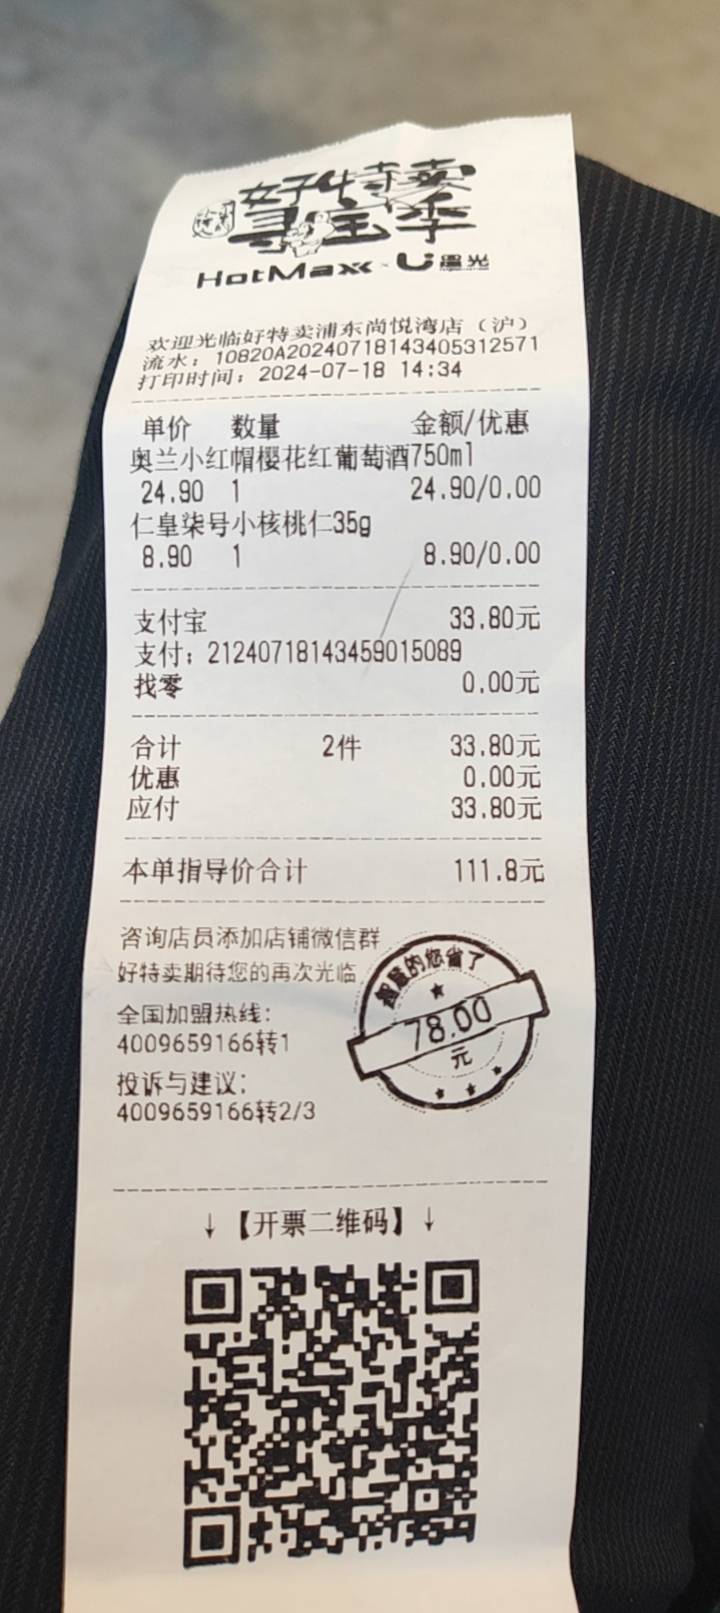 好特卖
寻宝季
HotMaxx
星光
欢迎光临好特卖浦东尚悦湾店（沪）
流水：10820A20240718143405312571
打印时间：2024-07-18 14:34
单价 数量 金额/优惠
奥兰小红帽樱花红葡萄酒750ml
24.90 1 24.90/0.00
仁皇柒号小核桃仁35g
8.90 1 8.90/0.00
支付宝 33.80元
支付：21240718143459015089
找零 0.00元
合计 2件 33.80元
优惠 0.00元
应付 33.80元
本单指导价合计 111.8元
咨询店员添加店铺微信群
好特卖期待您的再次光临
智慧的您省了
78.00
元
全国加盟热线：
4009659166转1
投诉与建议：
4009659166转2/3
↓【开票二维码】↓